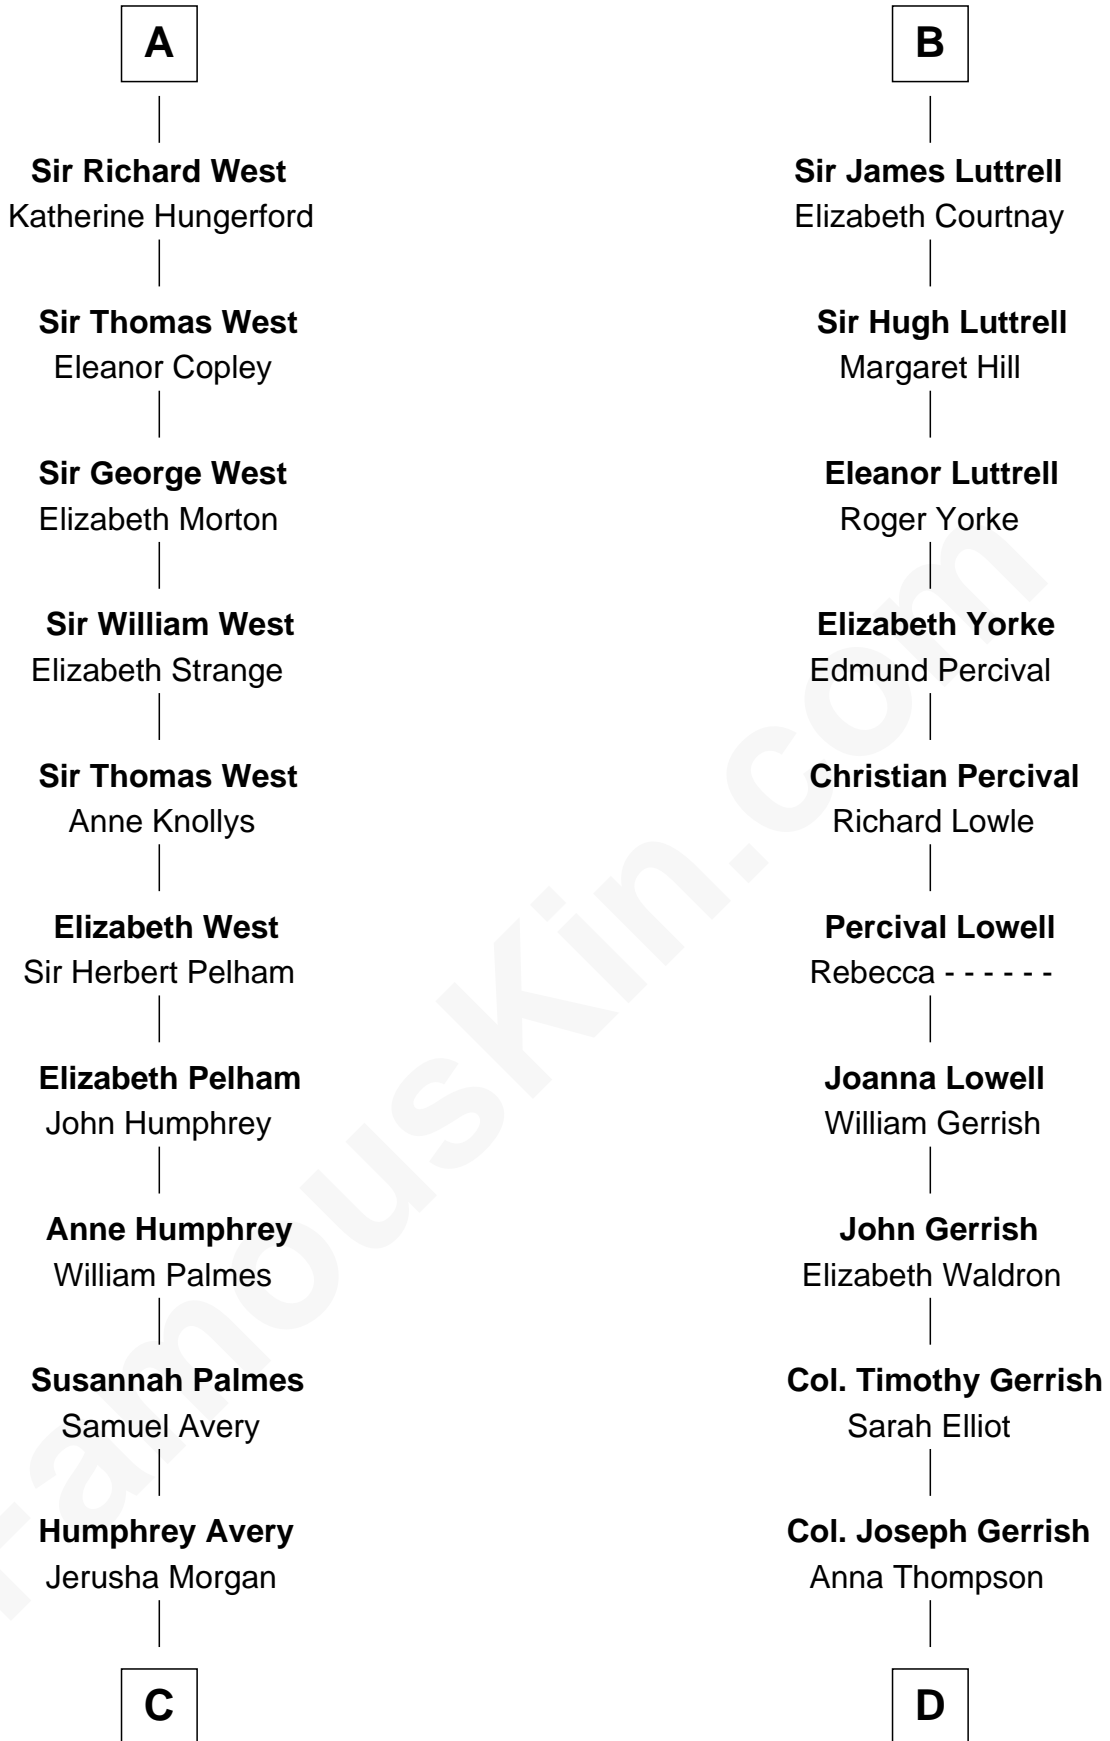 A
Sir Richard West
Katherine Hungerford
Sir Thomas West
Eleanor Copley
Sir George West
Elizabeth Morton
Sir William West
Elizabeth Strange
Sir Thomas West
Anne Knollys
Elizabeth West
Sir Herbert Pelham
Elizabeth Pelham
John Humphrey
Anne Humphrey
William Palmes
Susannah Palmes
Samuel Avery
Humphrey Avery
Jerusha Morgan
C
B
Sir James Luttrell
Elizabeth Courtnay
Sir Hugh Luttrell
Margaret Hill
Eleanor Luttrell
Roger Yorke
Elizabeth Yorke
Edmund Percival
Christian Percival
Richard Lowle
Percival Lowell
Rebecca - - - - - -
Joanna Lowell
William Gerrish
John Gerrish
Elizabeth Waldron
Col. Timothy Gerrish
Sarah Elliot
Col. Joseph Gerrish
Anna Thompson
D
FamousKin.com